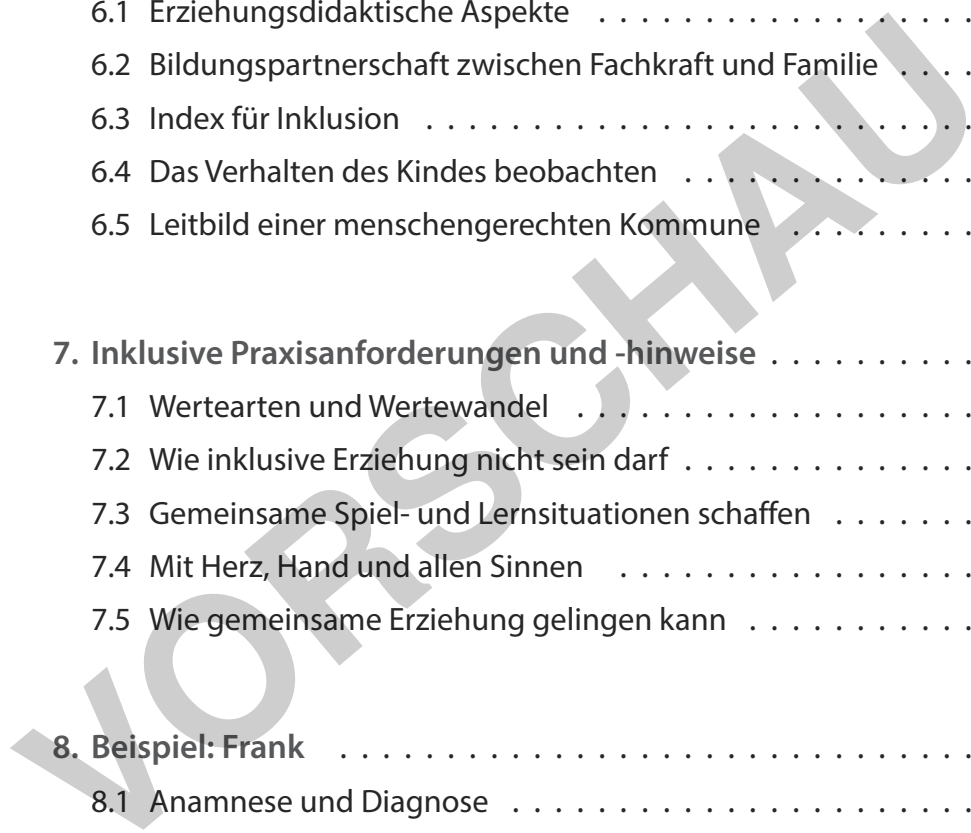 6.1 Erziehungsdidaktische Aspekte . . . . . . . . . . . . . . . . . .
6.2 Bildungspartnerschaft zwischen Fachkraft und Familie . . . .
6.3 Index für Inklusion . . . . . . . . . . . . . . . . . . . . . . . . . .
6.4 Das Verhalten des Kindes beobachten . . . . . . . . . . . . . .
6.5 Leitbild einer menschengerechten Kommune . . . . . . . . .
7. Inklusive Praxisanforderungen und -hinweise . . . . . . . . . .
7.1 Wertearten und Wertewandel . . . . . . . . . . . . . . . . . . .
7.2 Wie inklusive Erziehung nicht sein darf . . . . . . . . . . . . . .
7.3 Gemeinsame Spiel- und Lernsituationen schaffen . . . . . . .
7.4 Mit Herz, Hand und allen Sinnen . . . . . . . . . . . . . . . . .
7.5 Wie gemeinsame Erziehung gelingen kann . . . . . . . . . . .
8. Beispiel: Frank . . . . . . . . . . . . . . . . . . . . . . . . . . . . .
8.1 Anamnese und Diagnose . . . . . . . . . . . . . . . . . . . . . .
VORSCHAU